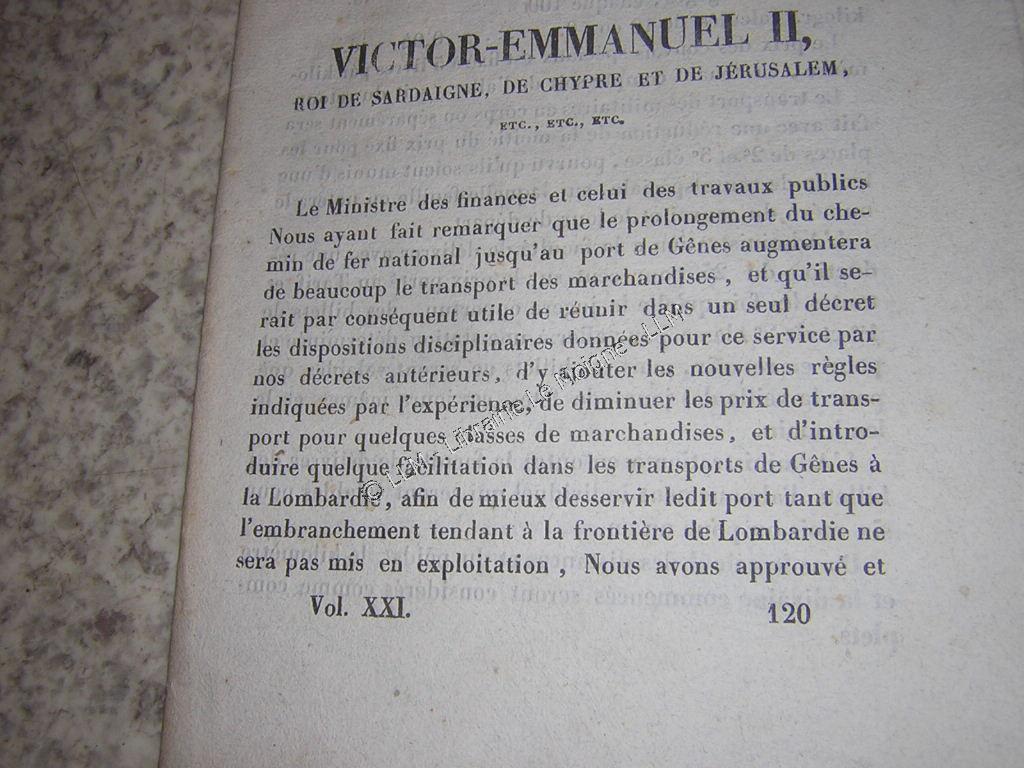 VICTOR-EMMANUEL II,
ROI DE SARDAIGNE, DE CHYPRE ET DE JÉRUSALEM,
ETC., ETC., ETC.
Le Ministre des finances et celui des travaux publics
Nous ayant fait remarquer que le prolongement du che-
min de fer national jusqu'au port de Gênes augmentera
de beaucoup le transport des marchandises, et qu'il se-
rait par conséquent utile de réunir dans un seul décret
les dispositions disciplinaires données pour ce service par
nos décrets antérieurs, d'y ajouter les nouvelles règles
indiquées par l'expérience, de diminuer les prix de trans-
port pour quelques classes de marchandises, et d'intro-
duire quelque facilitation dans les transports de Gênes à
la Lombardie, afin de mieux desservir ledit port tant que
l'embranchement tendant à la frontière de Lombardie ne
sera pas mis en exploitation, Nous avons approuvé et
Vol. XXI. 120
© LLM - Librairie Le Moigne - LLM